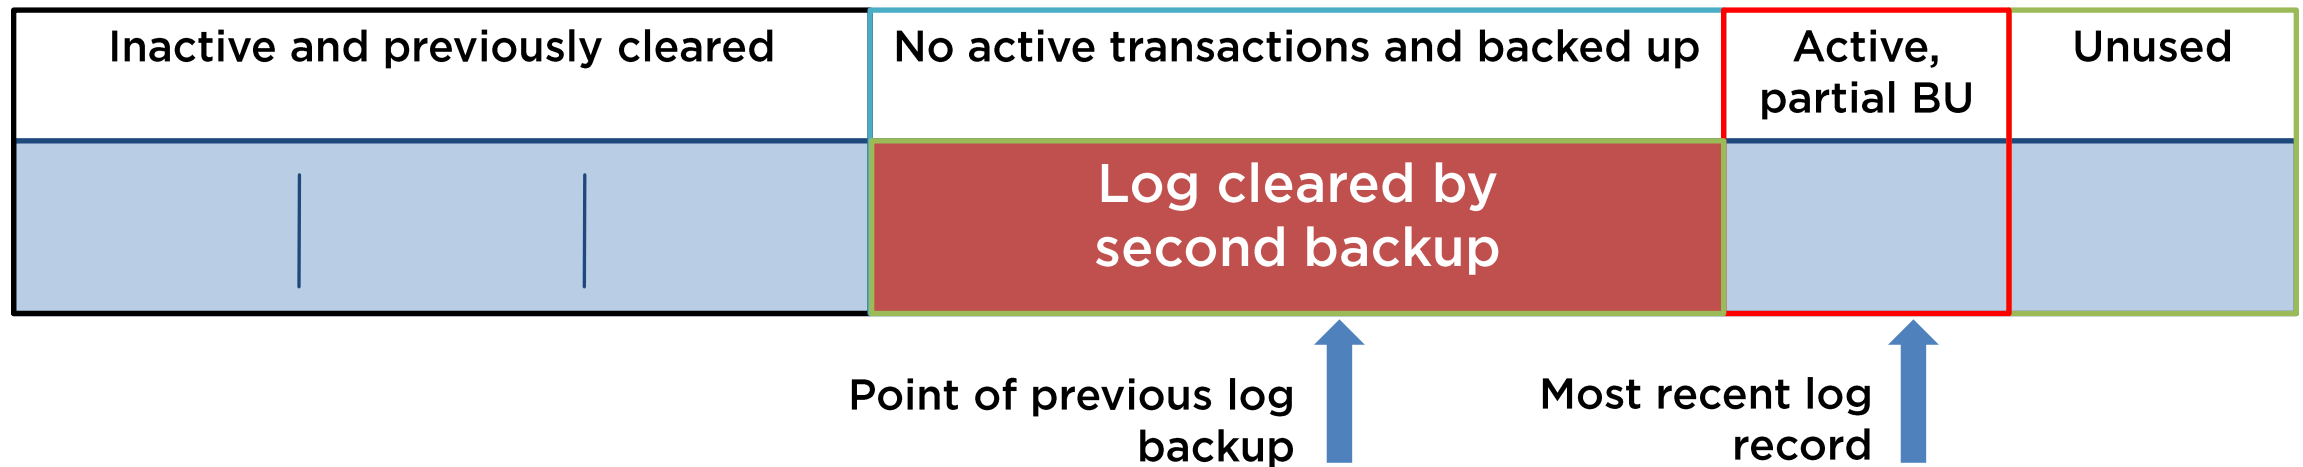 Inactive and previously cleared
No active transactions and backed up
Active,
partial BU
Unused
Log cleared by
second backup
Point of previous log
backup
Most recent log
record